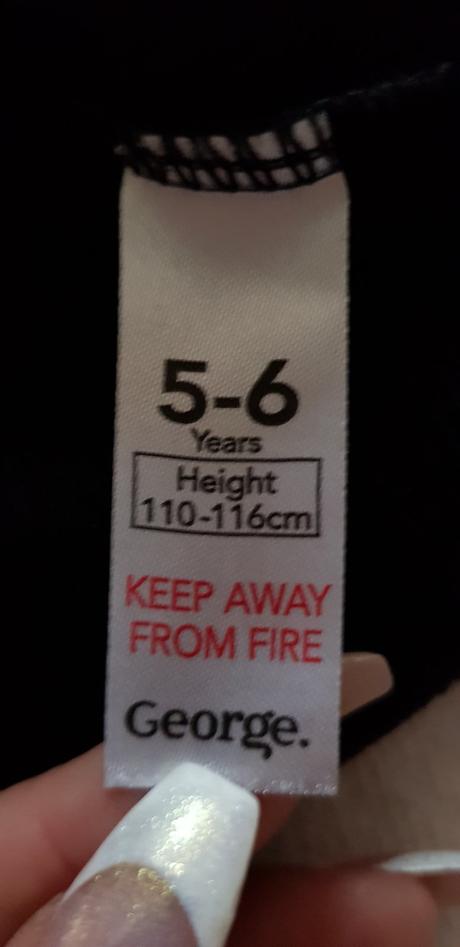 5-6
Years
Height
110-116cm
KEEP AWAY
FROM FIRE
George.